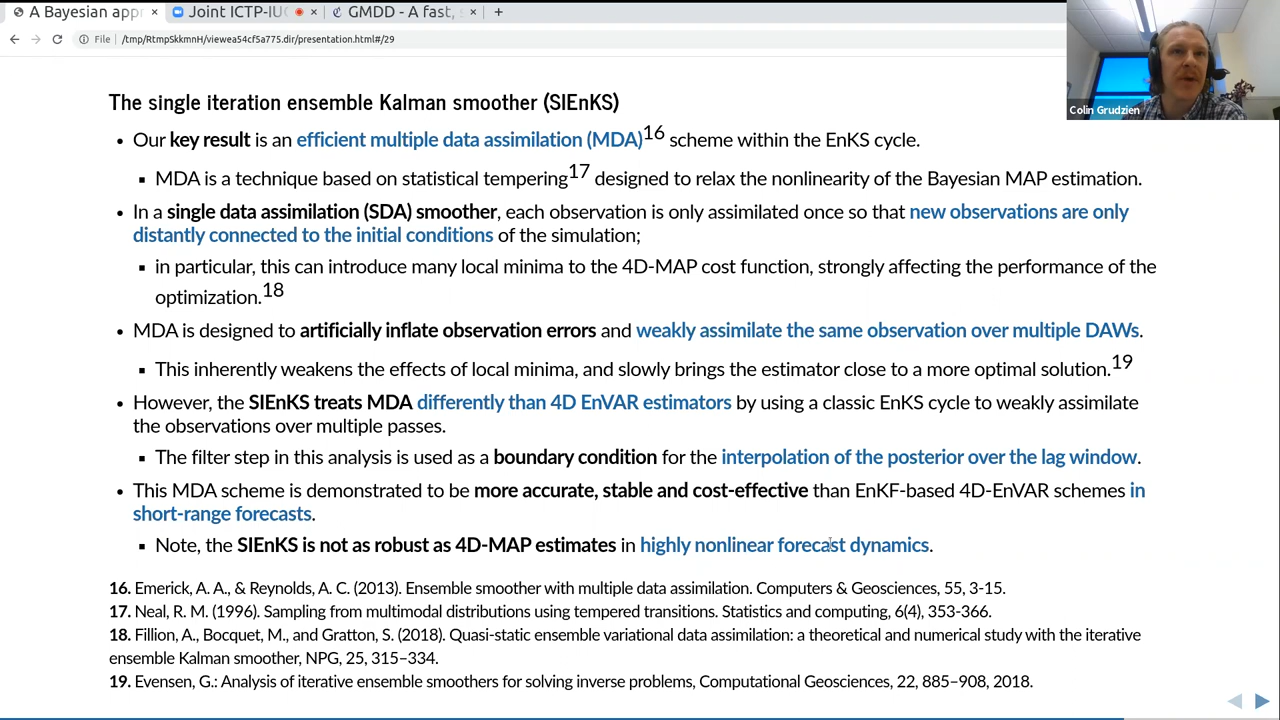 A Bayesian appr
Joint ICTP-IUG
GMDD - A fast,
File
/tmp/RtmpSkkmnH/viewea54cf5a775.dir/presentation.html#/29
Colin Grudzien
The single iteration ensemble Kalman smoother (SIEnKS)
• Our key result is an efficient multiple data assimilation (MDA)16 scheme within the EnKS cycle.
▪ MDA is a technique based on statistical tempering17 designed to relax the nonlinearity of the Bayesian MAP estimation.
• In a single data assimilation (SDA) smoother, each observation is only assimilated once so that new observations are only
distantly connected to the initial conditions of the simulation;
▪ in particular, this can introduce many local minima to the 4D-MAP cost function, strongly affecting the performance of the
optimization.18
• MDA is designed to artificially inflate observation errors and weakly assimilate the same observation over multiple DAWs.
▪ This inherently weakens the effects of local minima, and slowly brings the estimator close to a more optimal solution.19
• However, the SIEnKS treats MDA differently than 4D EnVAR estimators by using a classic EnKS cycle to weakly assimilate
the observations over multiple passes.
▪ The filter step in this analysis is used as a boundary condition for the interpolation of the posterior over the lag window.
• This MDA scheme is demonstrated to be more accurate, stable and cost-effective than EnKF-based 4D-EnVAR schemes in
short-range forecasts.
▪ Note, the SIEnKS is not as robust as 4D-MAP estimates in highly nonlinear forecast dynamics.
16. Emerick, A. A., & Reynolds, A. C. (2013). Ensemble smoother with multiple data assimilation. Computers & Geosciences, 55, 3-15.
17. Neal, R. M. (1996). Sampling from multimodal distributions using tempered transitions. Statistics and computing, 6(4), 353-366.
18. Fillion, A., Bocquet, M., and Gratton, S. (2018). Quasi-static ensemble variational data assimilation: a theoretical and numerical study with the iterative
ensemble Kalman smoother, NPG, 25, 315–334.
19. Evensen, G.: Analysis of iterative ensemble smoothers for solving inverse problems, Computational Geosciences, 22, 885–908, 2018.